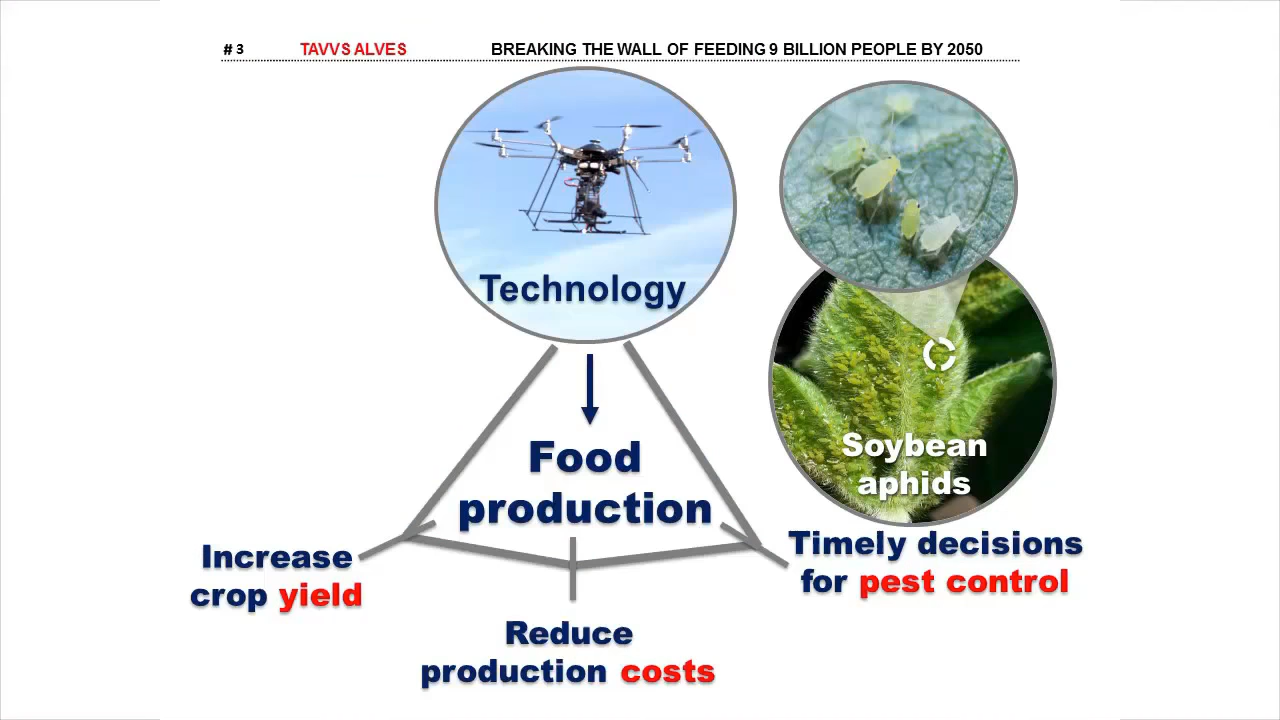 # 3 TAVVS ALVES BREAKING THE WALL OF FEEDING 9 BILLION PEOPLE BY 2050
Technology
Food
production
Soybean
aphids
Increase
crop yield
Reduce
production costs
Timely decisions
for pest control